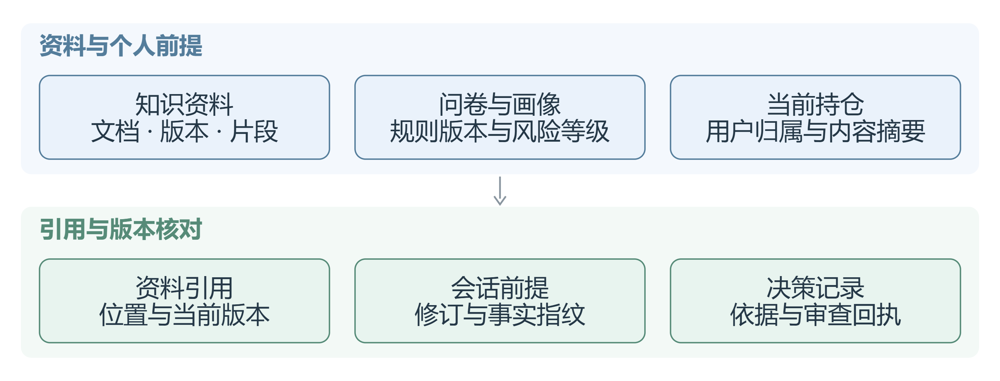 资料与个人前提
知识资料
文档 · 版本 · 片段
问卷与画像
规则版本与风险等级
当前持仓
用户归属与内容摘要
引用与版本核对
资料引用
位置与当前版本
会话前提
修订与事实指纹
决策记录
依据与审查回执